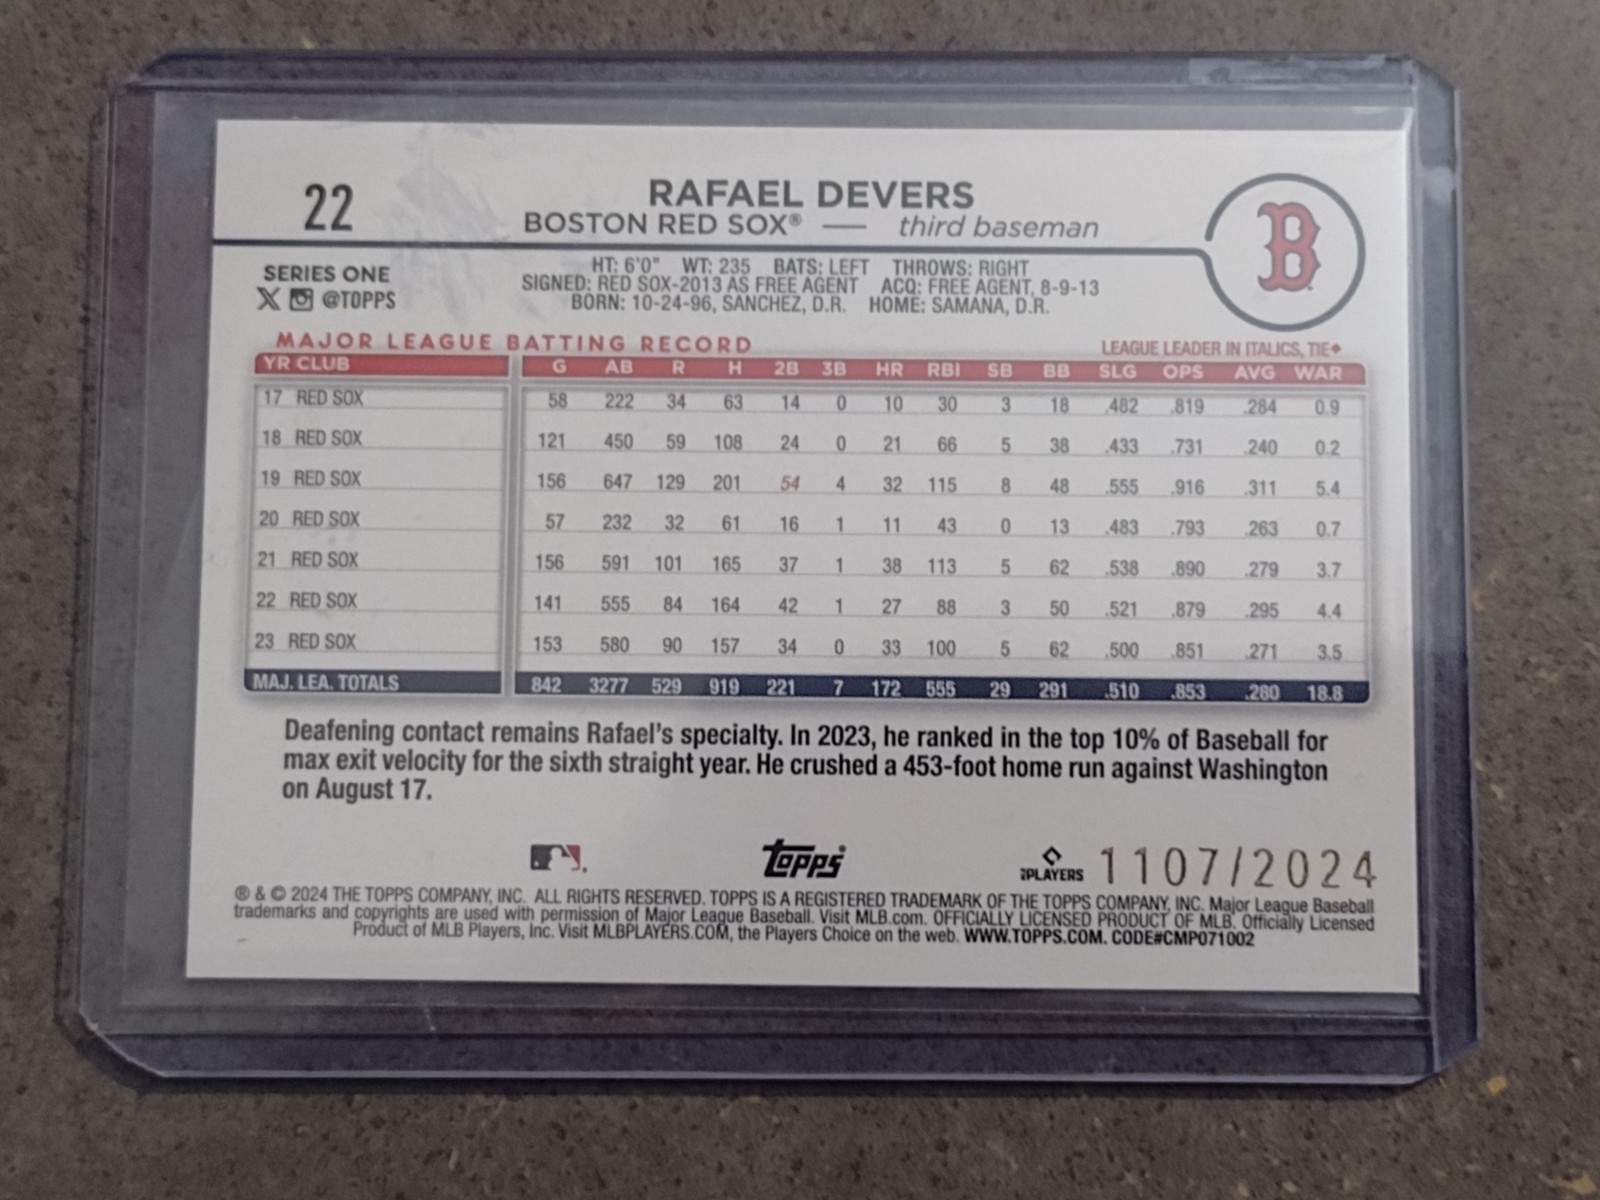 22
RAFAEL DEVERS
BOSTON RED SOX® — third baseman
B
SERIES ONE
@TOPPS
HT: 6'0" WT: 235 BATS: LEFT THROWS: RIGHT
SIGNED: RED SOX-2013 AS FREE AGENT ACQ: FREE AGENT, 8-9-13
BORN: 10-24-96, SANCHEZ, D.R. HOME: SAMANA, D.R.
MAJOR LEAGUE BATTING RECORD
LEAGUE LEADER IN ITALICS, TIE◆
YR CLUB G AB R H 2B 3B HR RBI SB BB SLG OPS AVG WAR
17 RED SOX 58 222 34 63 14 0 10 30 3 18 .482 .819 .284 0.9
18 RED SOX 121 450 59 108 24 0 21 66 5 38 .433 .731 .240 0.2
19 RED SOX 156 647 129 201 54 4 32 115 8 48 .555 .916 .311 5.4
20 RED SOX 57 232 32 61 16 1 11 43 0 13 .483 .793 .263 0.7
21 RED SOX 156 591 101 165 37 1 38 113 5 62 .538 .890 .279 3.7
22 RED SOX 141 555 84 164 42 1 27 88 3 50 .521 .879 .295 4.4
23 RED SOX 153 580 90 157 34 0 33 100 5 62 .500 .851 .271 3.5
MAJ. LEA. TOTALS 842 3277 529 919 221 7 172 555 29 291 .510 .853 .280 18.8
Deafening contact remains Rafael's specialty. In 2023, he ranked in the top 10% of Baseball for
max exit velocity for the sixth straight year. He crushed a 453-foot home run against Washington
on August 17.
topps
PLAYERS
1107/2024
® & © 2024 THE TOPPS COMPANY, INC. ALL RIGHTS RESERVED. TOPPS IS A REGISTERED TRADEMARK OF THE TOPPS COMPANY, INC. Major League Baseball
trademarks and copyrights are used with permission of Major League Baseball. Visit MLB.com. OFFICIALLY LICENSED PRODUCT OF MLB. Officially Licensed
Product of MLB Players, Inc. Visit MLBPLAYERS.COM, the Players Choice on the web. WWW.TOPPS.COM. CODE#CMP071002